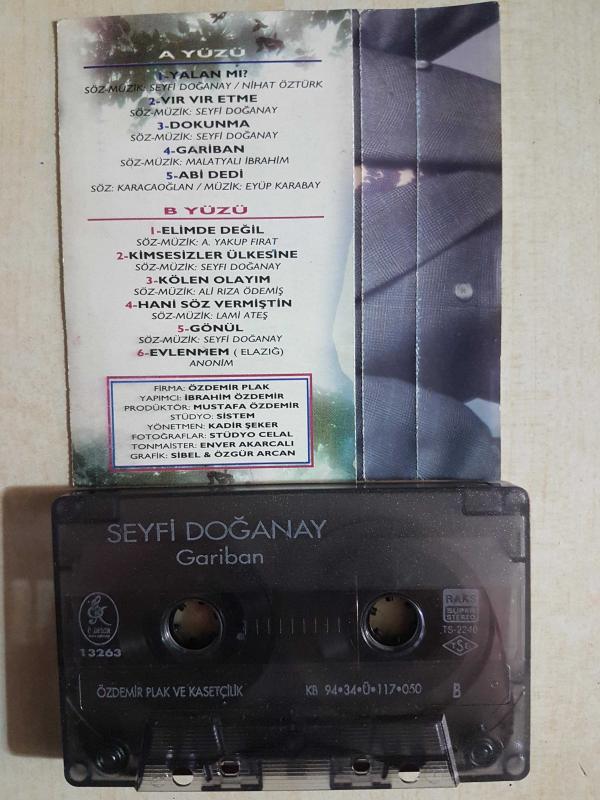 A YÜZÜ
1-YALAN MI?
SÖZ-MÜZİK: SEYFİ DOĞANAY / NİHAT ÖZTÜRK
2-VIR VIR ETME
SÖZ-MÜZİK: SEYFİ DOĞANAY
3-DOKUNMA
SÖZ-MÜZİK: SEYFİ DOĞANAY
4-GARİBAN
SÖZ-MÜZİK: MALATYALI İBRAHİM
5-ABİ DEDİ
SÖZ: KARACAOĞLAN / MÜZİK: EYÜP KARABAY
B YÜZÜ
1-ELİMDE DEĞİL
SÖZ-MÜZİK: A. YAKUP FIRAT
2-KİMSESİZLER ÜLKESİNE
SÖZ-MÜZİK: SEYFİ DOĞANAY
3-KÖLEN OLAYIM
SÖZ-MÜZİK: ALİ RIZA ÖDEMİŞ
4-HANİ SÖZ VERMİŞTİN
SÖZ-MÜZİK: LAMİ ATEŞ
5-GÖNÜL
SÖZ-MÜZİK: SEYFİ DOĞANAY
6-EVLENMEM ( ELAZIĞ)
ANONİM
FİRMA: ÖZDEMİR PLAK
YAPIMCI: İBRAHİM ÖZDEMİR
PRODÜKTÖR: MUSTAFA ÖZDEMİR
STÜDYO: SİSTEM
YÖNETMEN: KADİR ŞEKER
FOTOĞRAFLAR: STÜDYO CELAL
TONMAİSTER: ENVER AKARCALI
GRAFİK: SİBEL & ÖZGÜR ARCAN
SEYFİ DOĞANAY
Gariban
RAKS
SUPER
STEREO
TS-2240
TSE
13263
ÖZDEMİR PLAK VE KASETÇİLİK KB 94•34•Ü•117•050 B